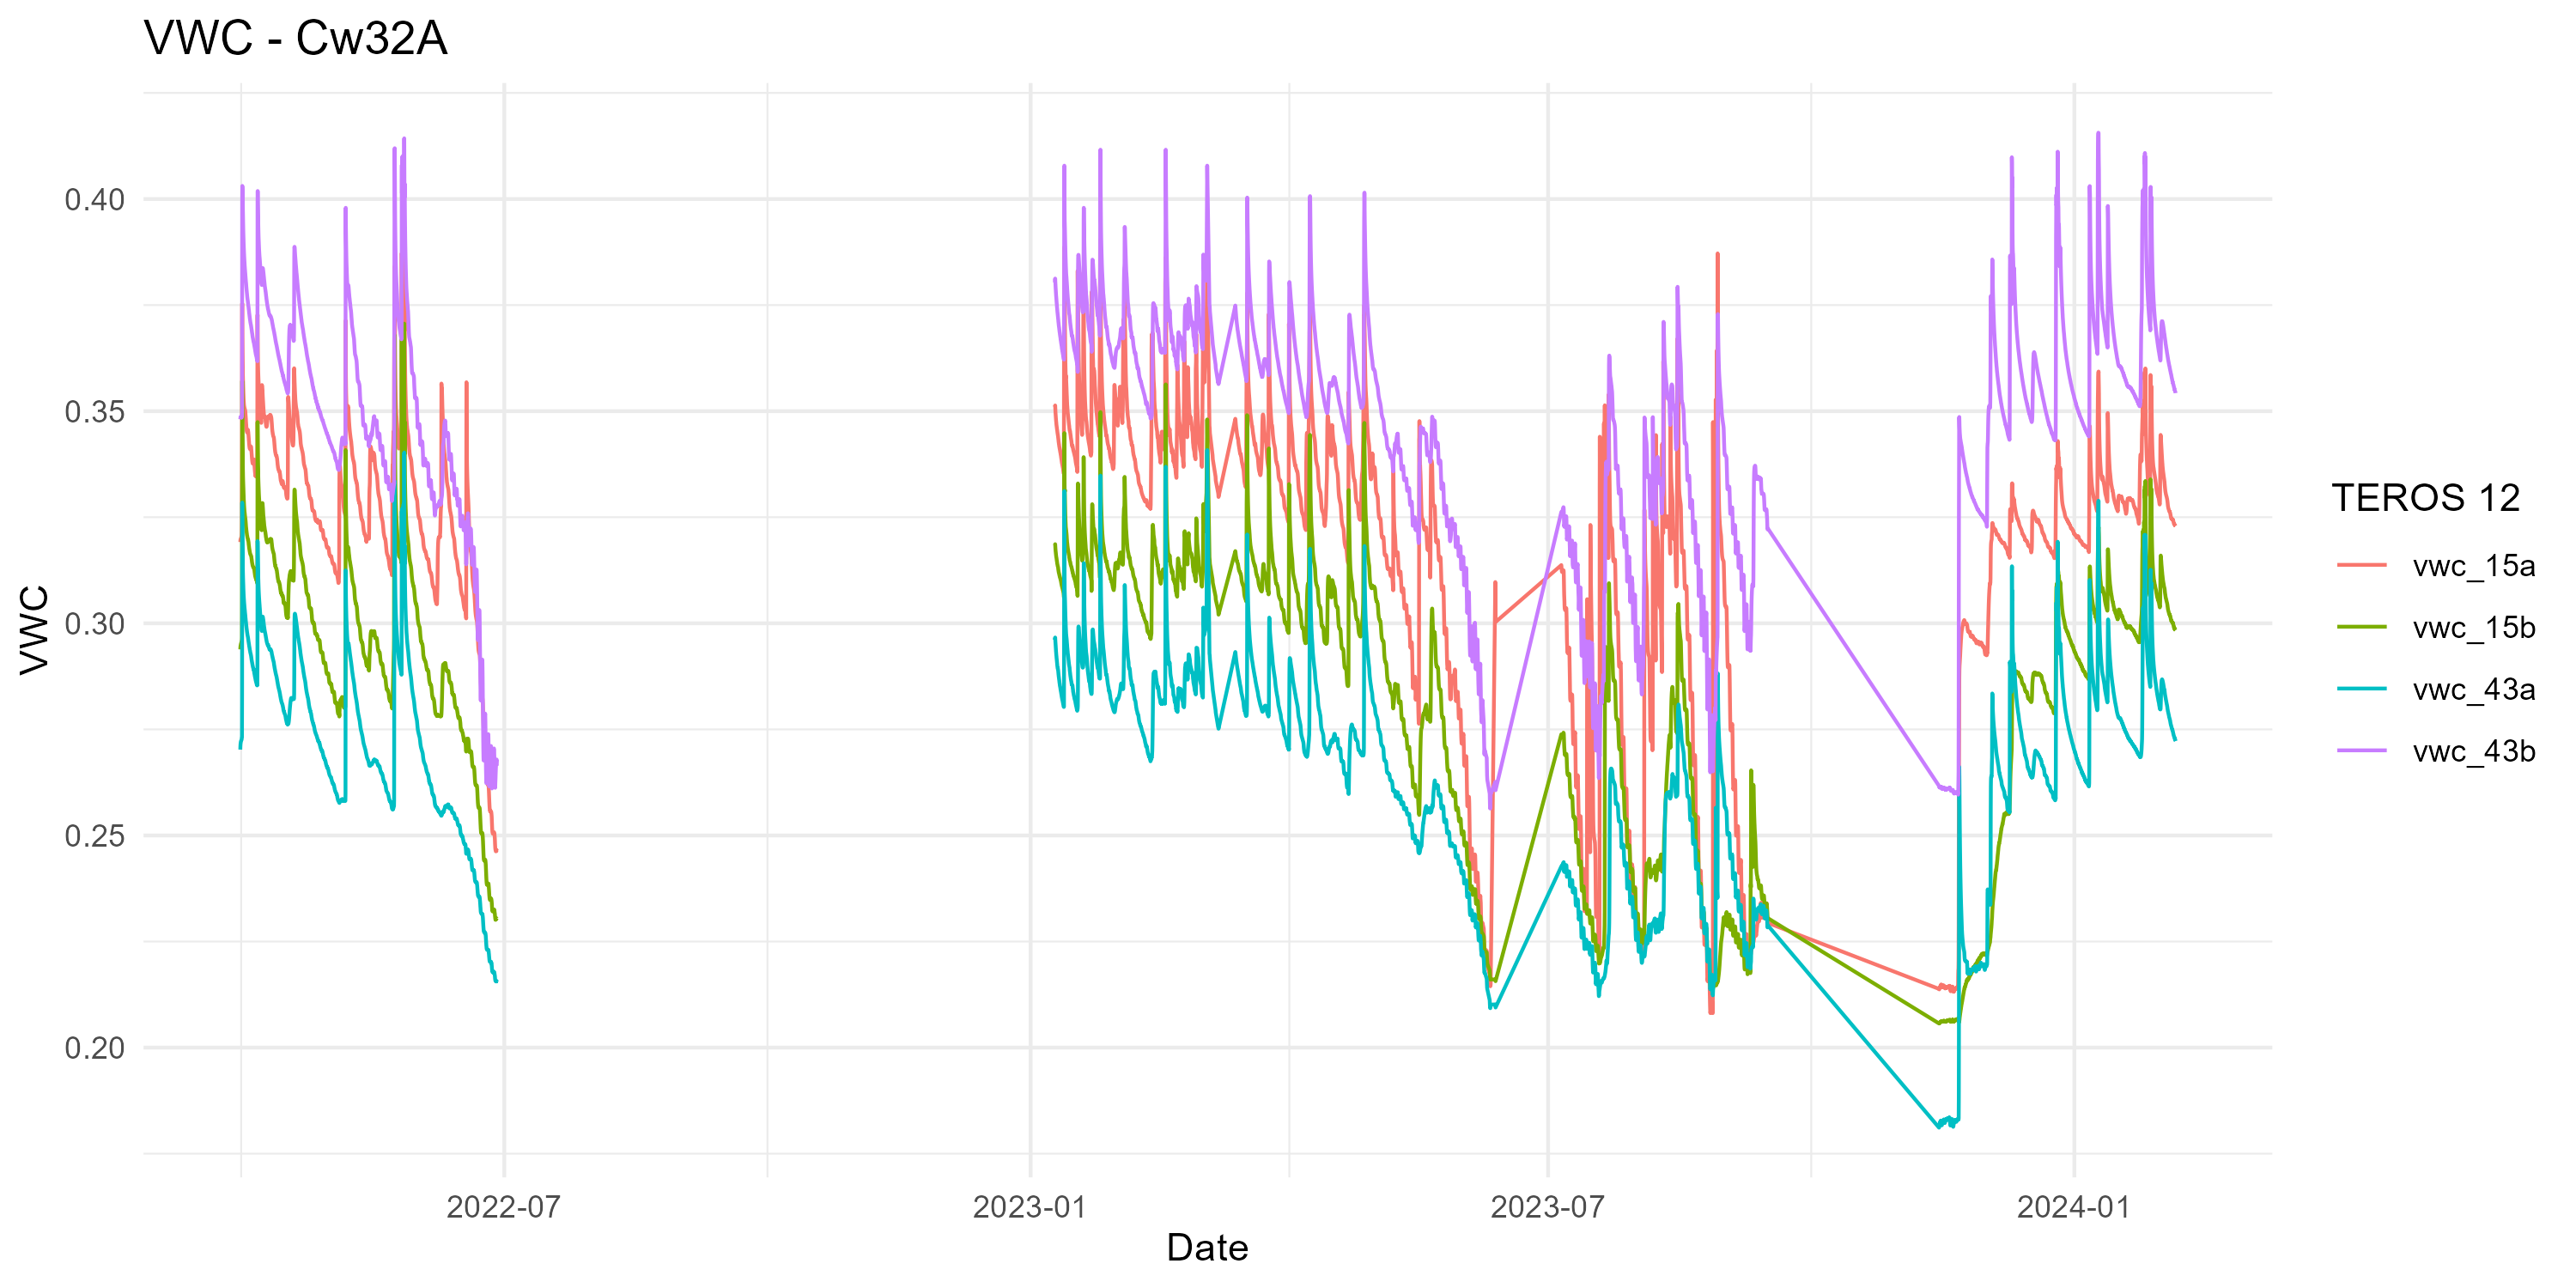 VWC - Cw32A
0.40
0.35
0.30
0.25
0.20
VWC
2022-07
2023-01
2023-07
2024-01
Date
TEROS 12
vwc_15a
vwc_15b
vwc_43a
vwc_43b